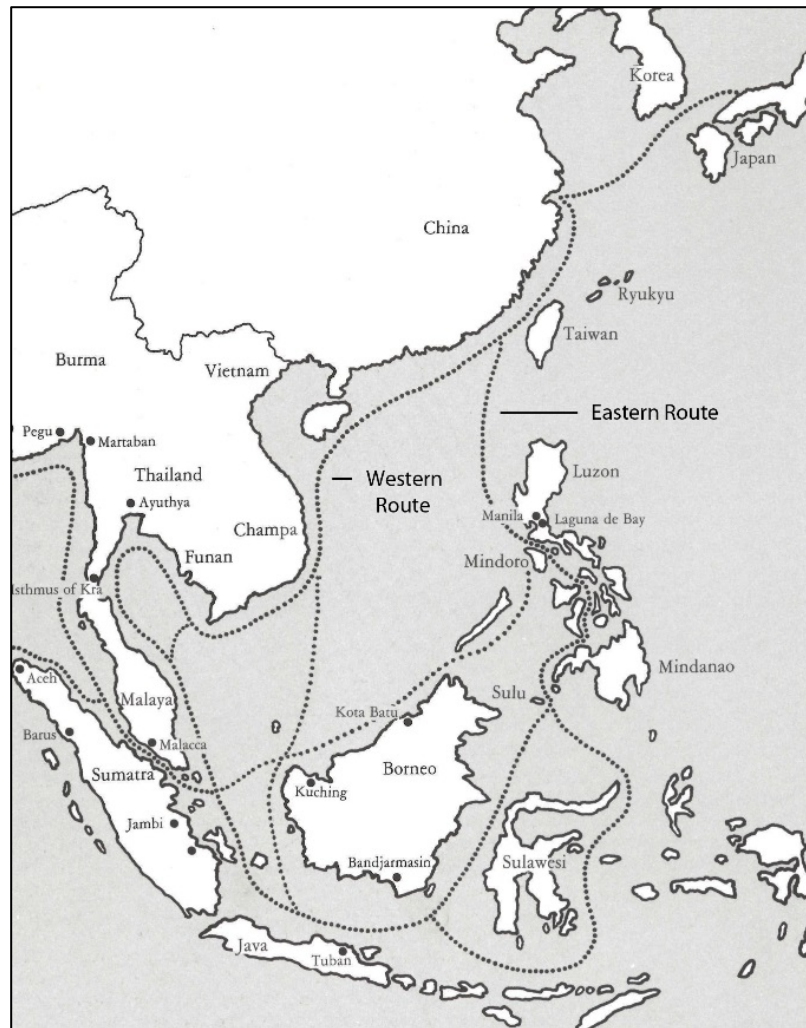 Korea
Japan
China
Ryukyu
Taiwan
Burma
Vietnam
Eastern Route
Pegu
Martaban
Thailand
Western
Route
Luzon
Ayuthya
Manila
Laguna de Bay
Champa
Funan
Mindoro
Isthmus of Kra
Mindanao
Aceh
Malaya
Sulu
Kota Batu
Barus
Malacca
Borneo
Sumatra
Kuching
Jambi
Sulawesi
Bandjarmasin
Java
Tuban